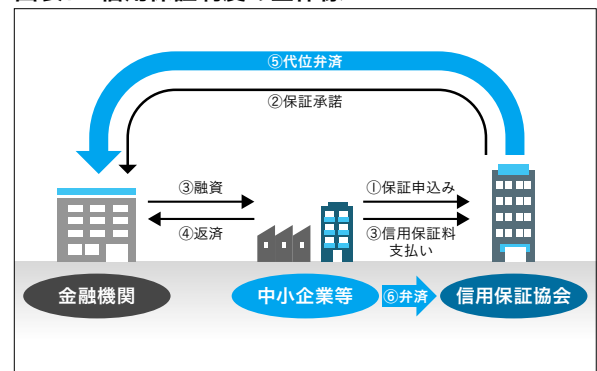 ⑤代位弁済
②保証承諾
③融資
①保証申込み
④返済
③信用保証料
支払い
金融機関
中小企業等
⑥弁済
信用保証協会